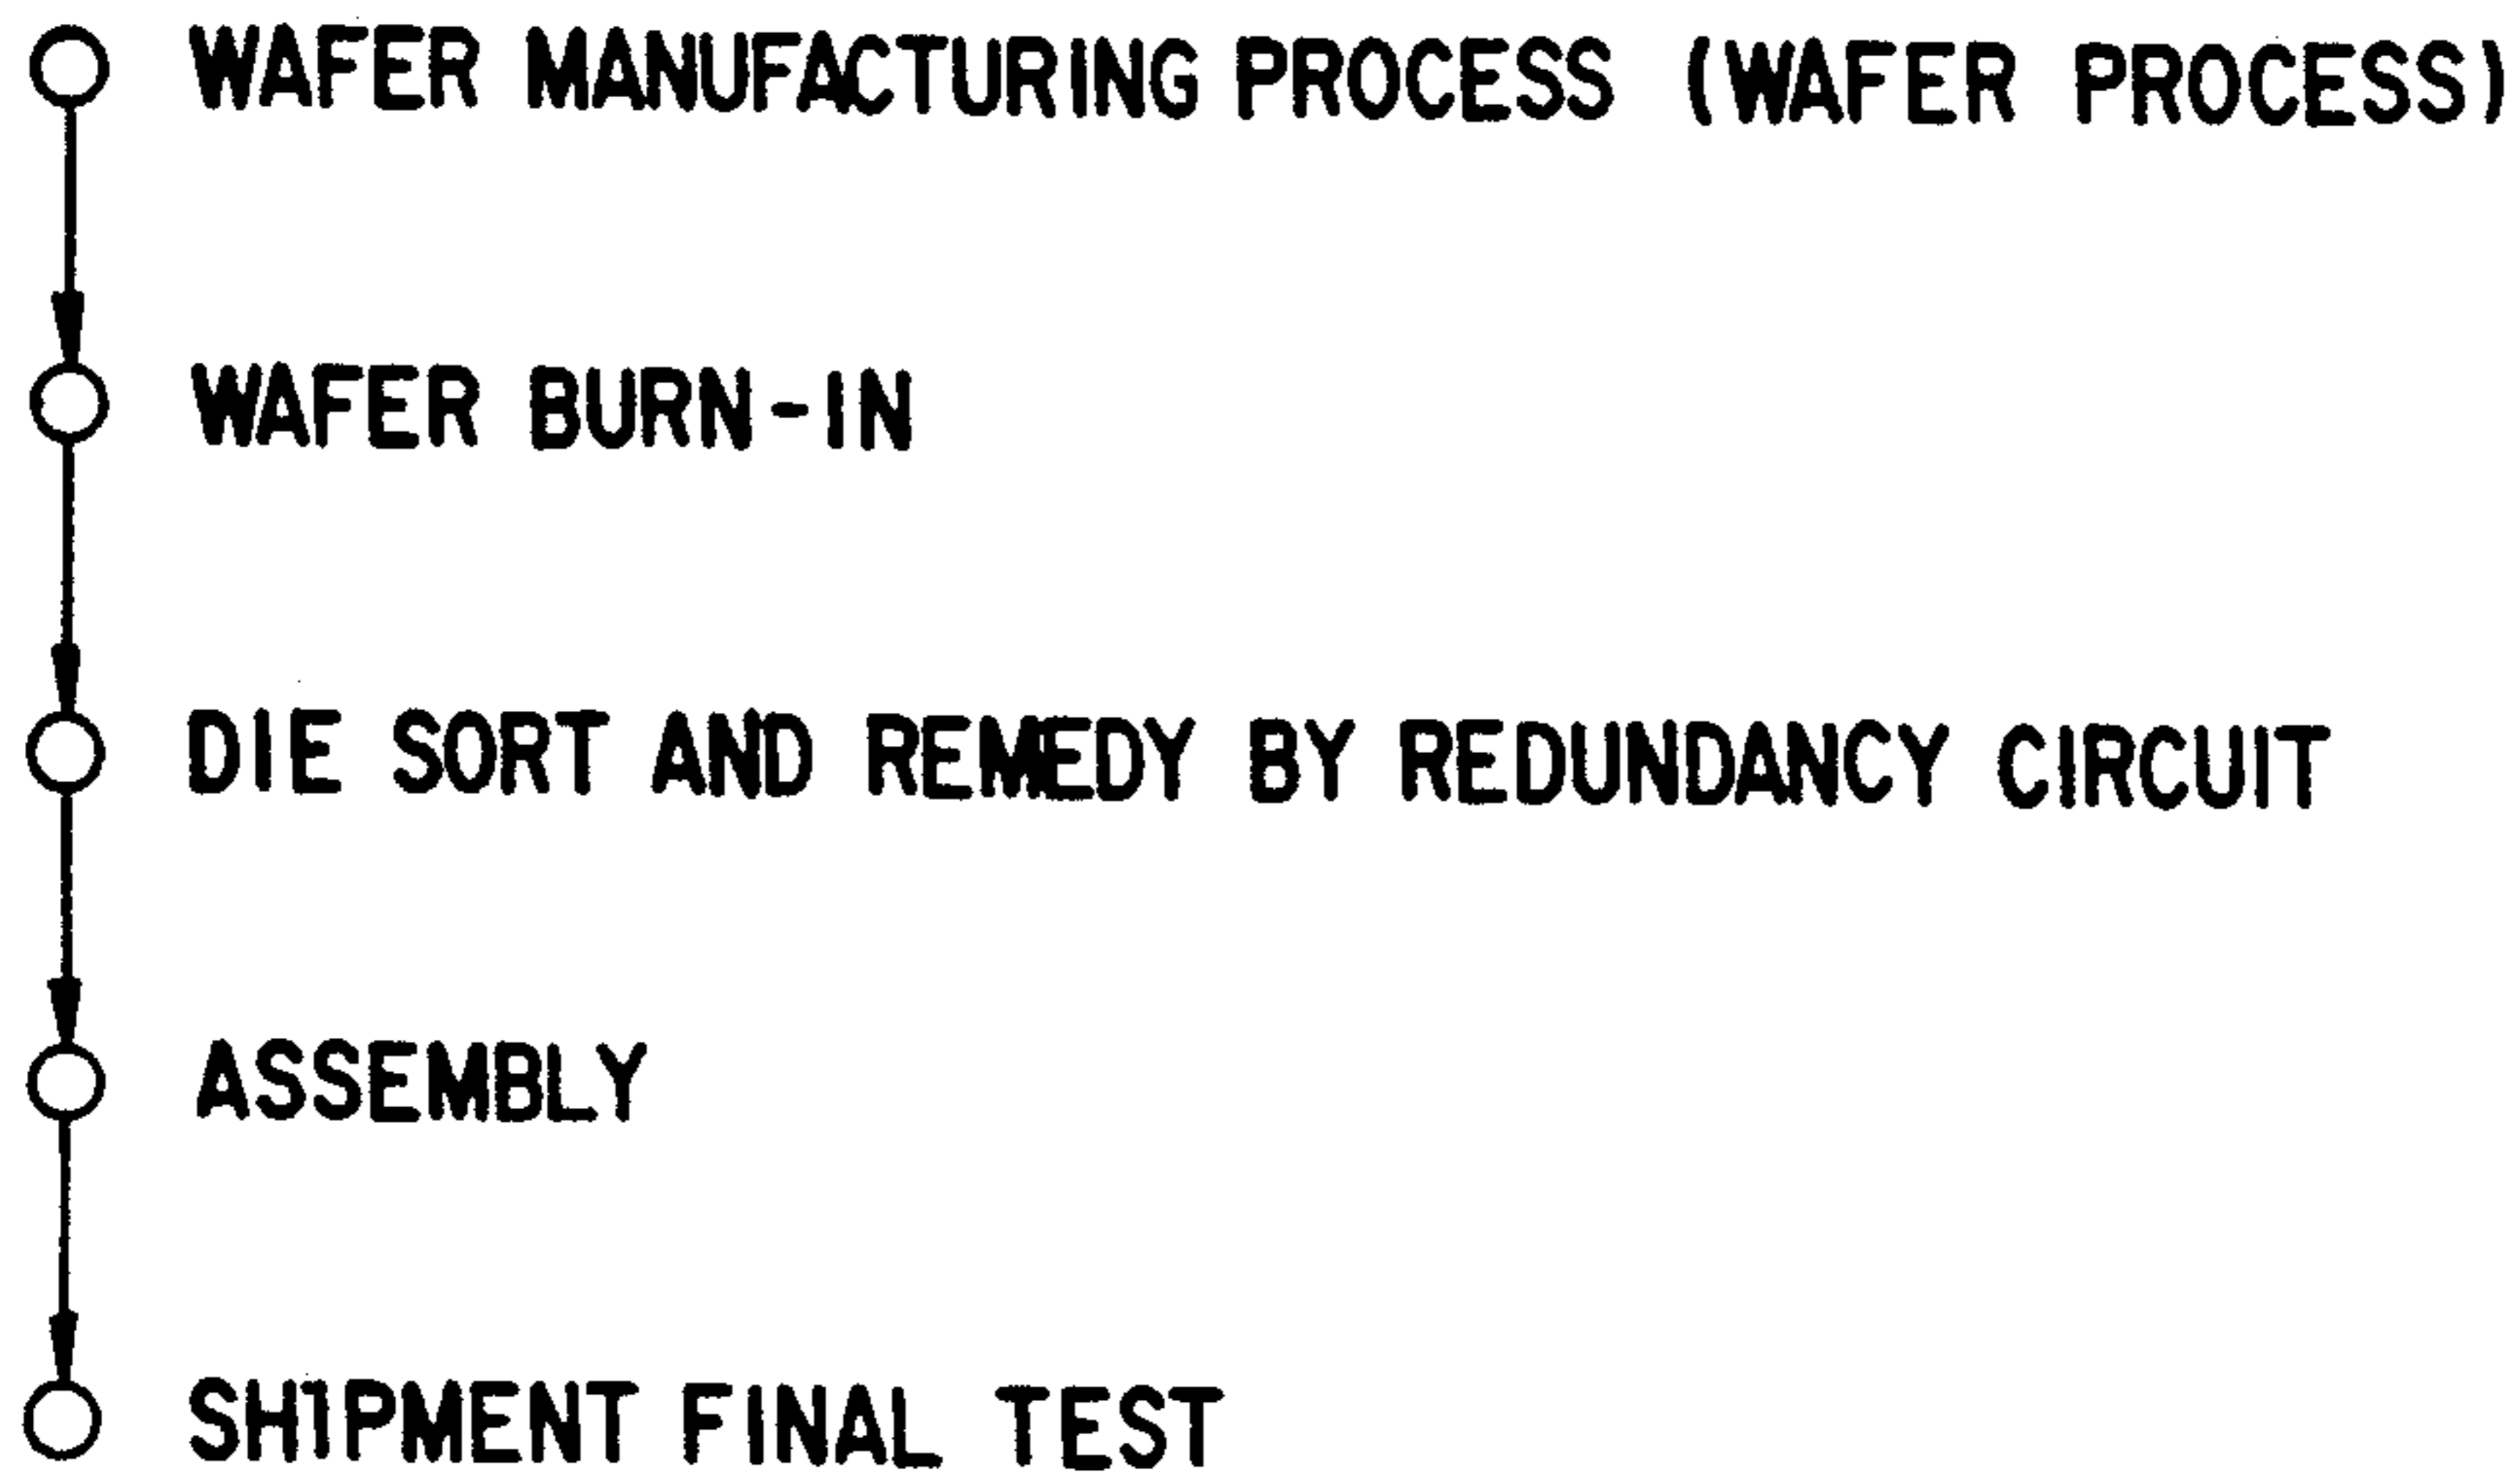 WAFER MANUFACTURING PROCESS (WAFER PROCESS)
WAFER BURN-IN
DIE SORT AND REMEDY BY REDUNDANCY CIRCUIT
ASSEMBLY
SHIPMENT FINAL TEST